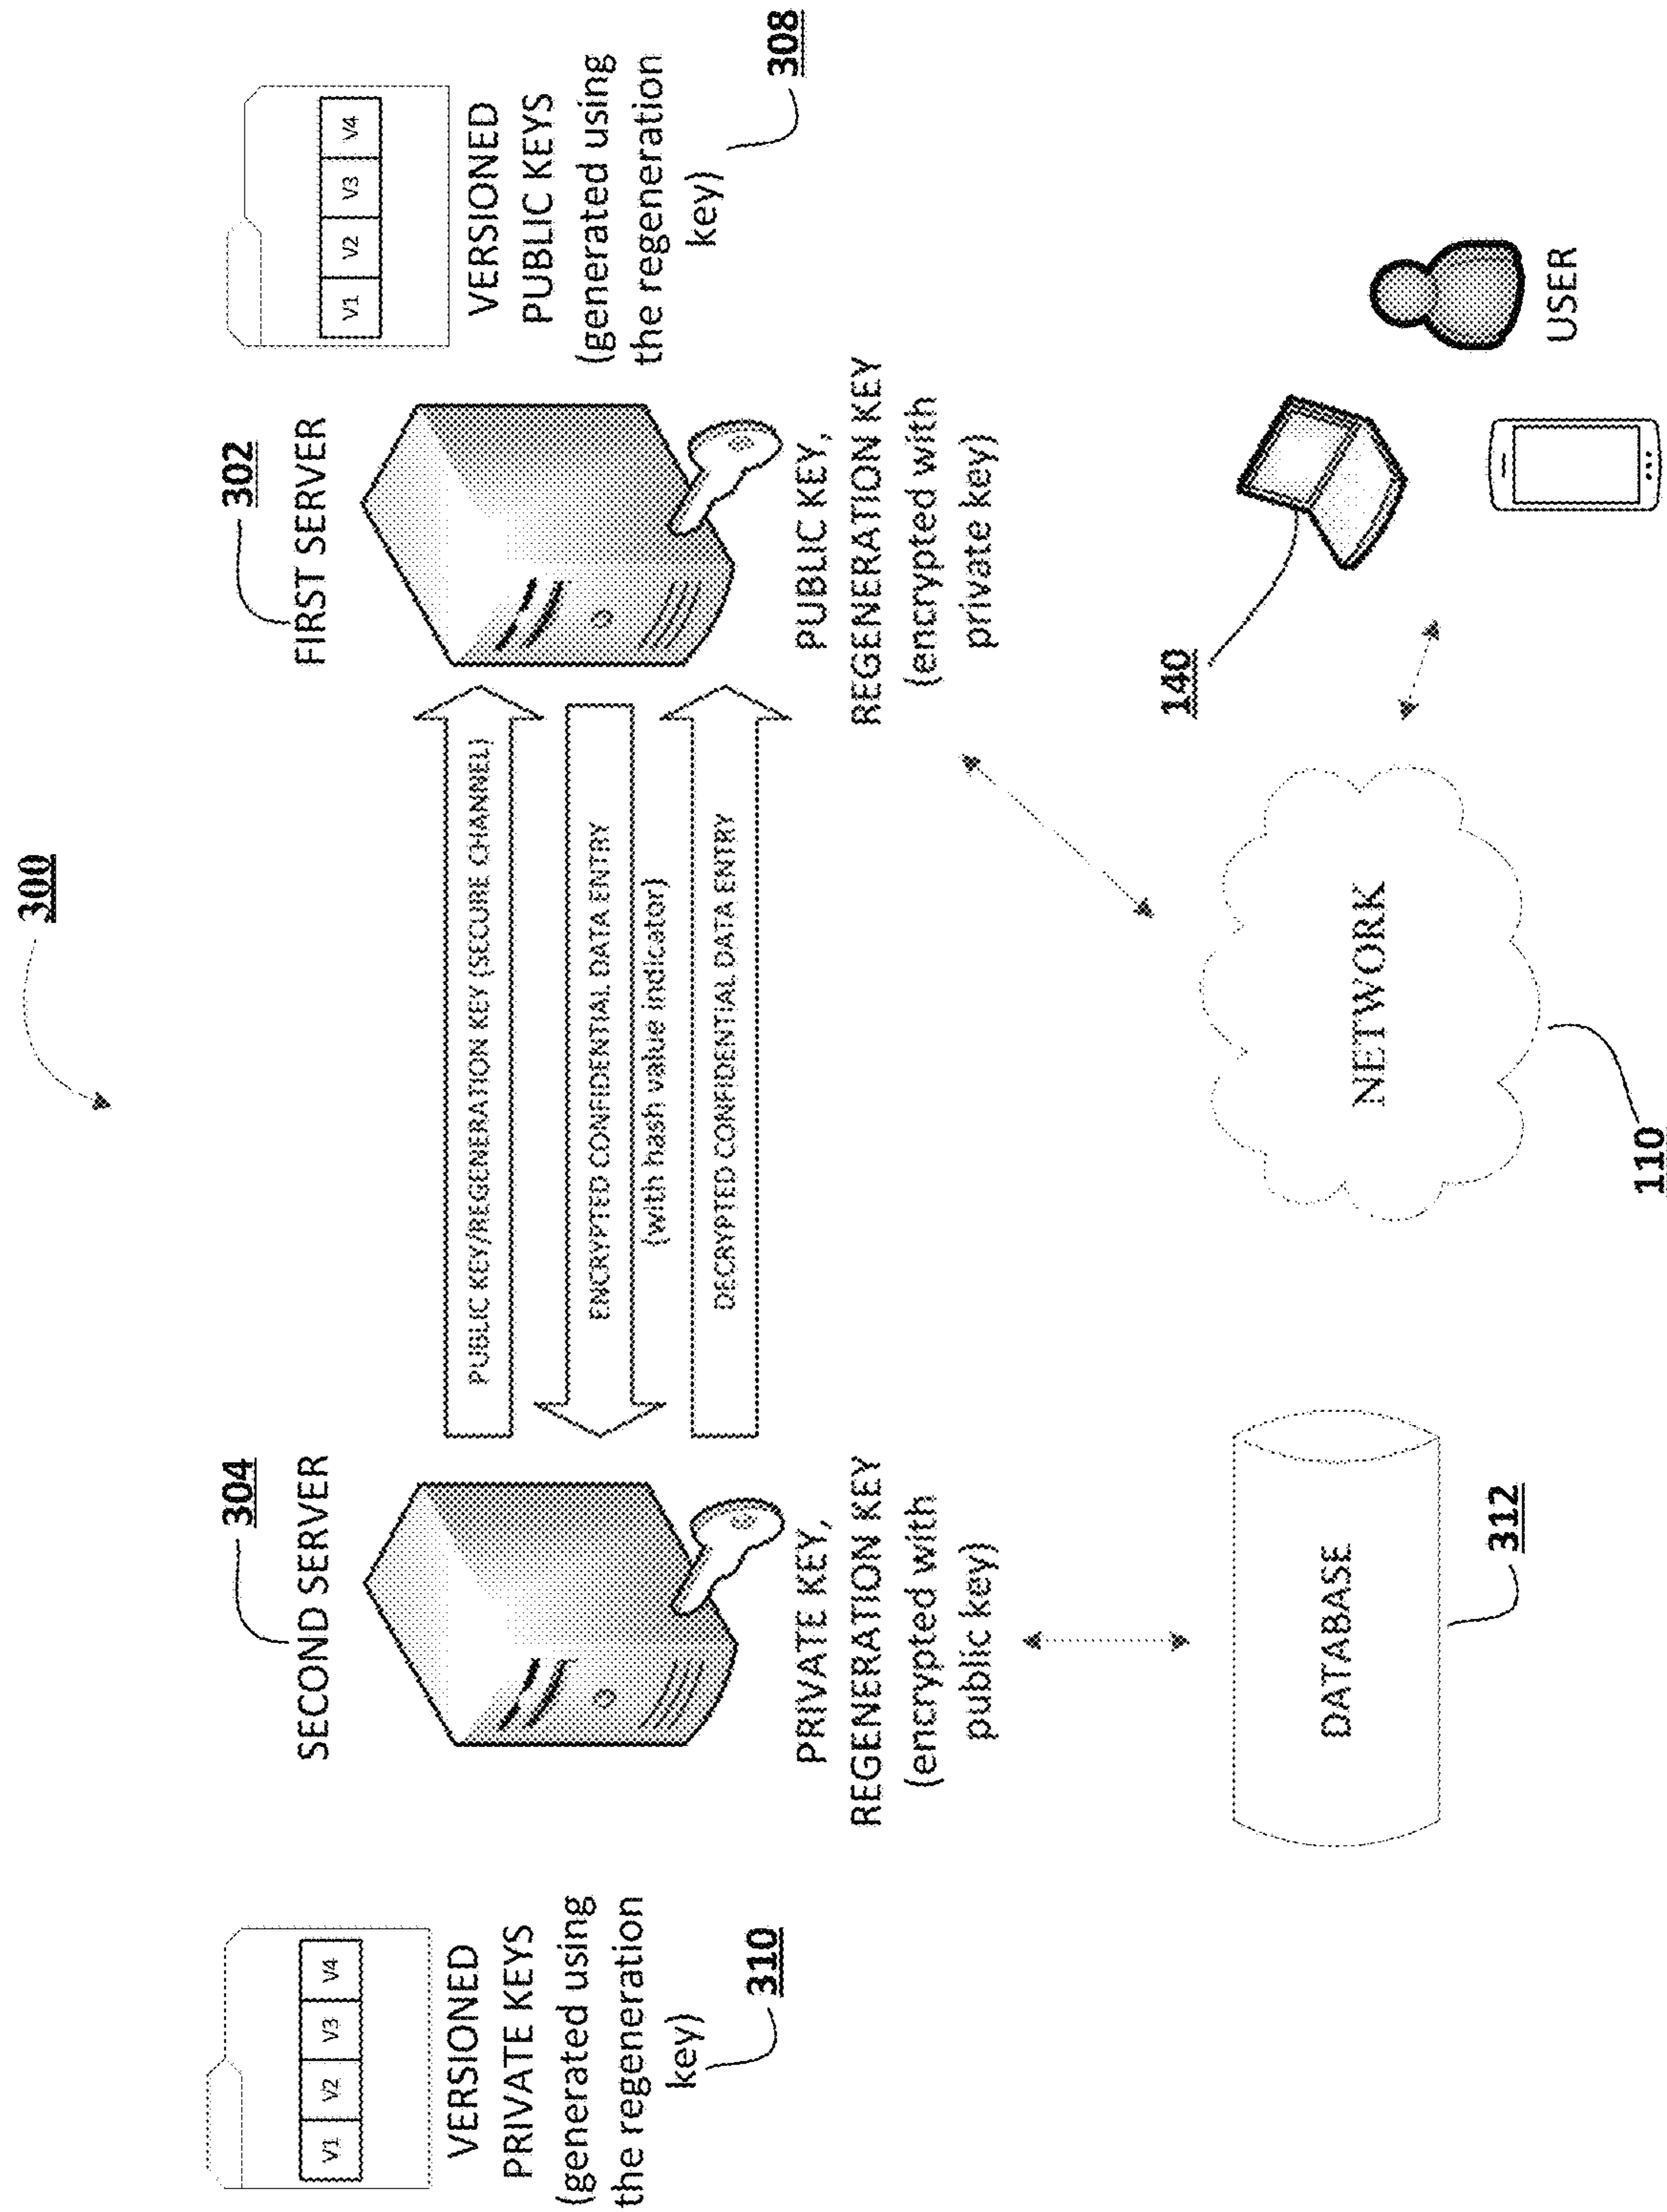 300
304
SECOND SERVER
302
FIRST SERVER
V1 V2 V3 V4
VERSIONED
PRIVATE KEYS
(generated using
the regeneration
key)
310
PUBLIC KEY/REGENERATION KEY (SECURE CHANNEL)
ENCRYPTED CONFIDENTIAL DATA ENTRY
(with hash value indicator)
DECRYPTED CONFIDENTIAL DATA ENTRY
V1 V2 V3 V4
VERSIONED
PUBLIC KEYS
(generated using
the regeneration
key)
308
PRIVATE KEY,
REGENERATION KEY
(encrypted with
public key)
PUBLIC KEY,
REGENERATION KEY
(encrypted with
private key)
DATABASE
312
NETWORK
110
140
USER